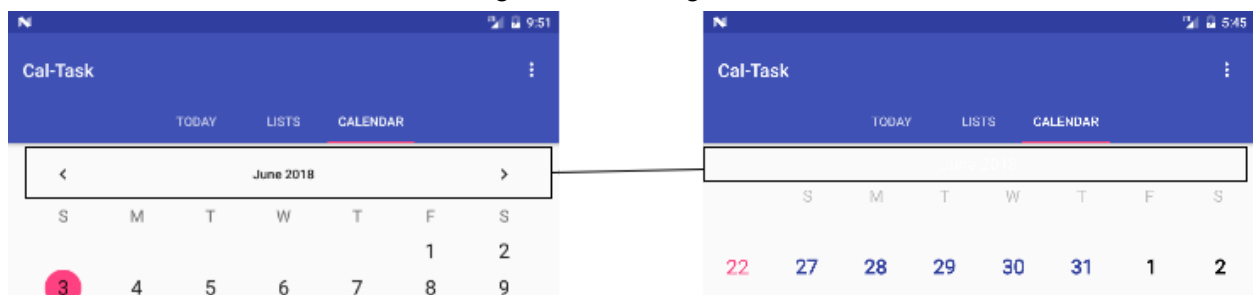 9:51
Cal-Task
TODAY LISTS CALENDAR
< June 2018 >
S M T W T F S
1 2
3 4 5 6 7 8 9
5:45
Cal-Task
TODAY LISTS CALENDAR
S M T W T F S
22 27 28 29 30 31 1 2